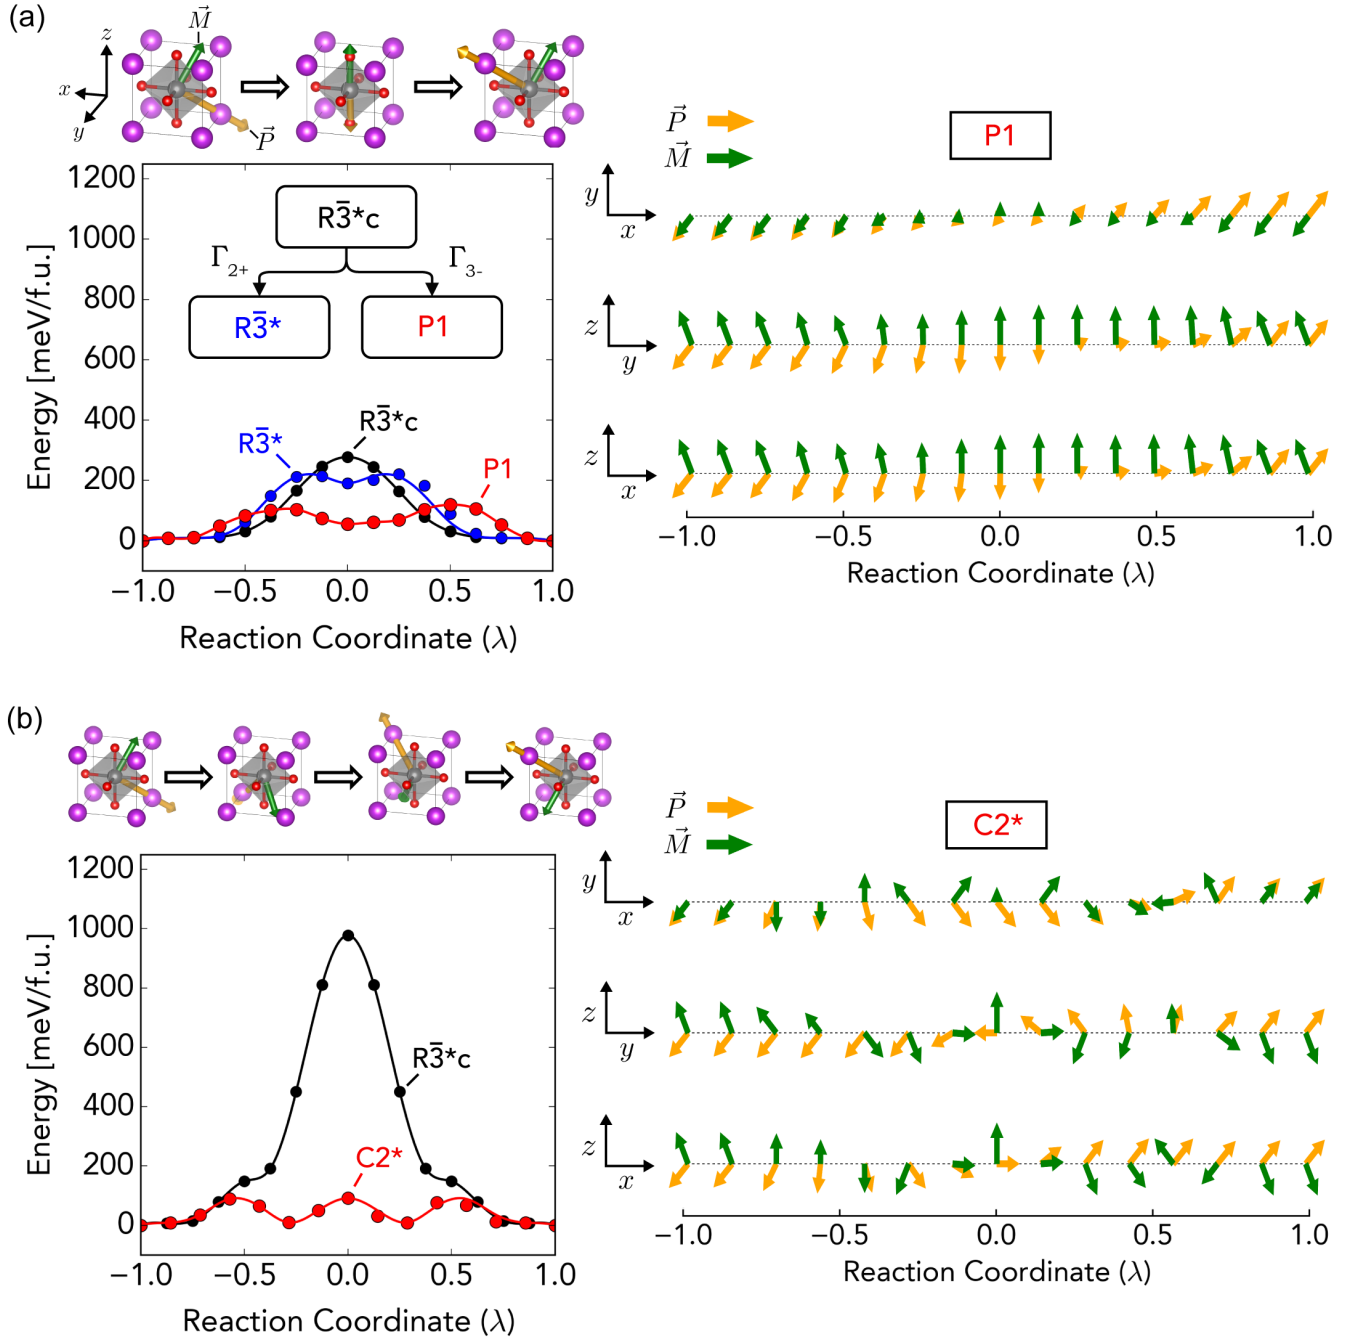 (a)
M⃗
z
x
y
P⃗
1200
1000
800
600
400
200
0
Energy [meV/f.u.]
R3̅*c
Γ2+
Γ3-
R3̅*
P1
R3̅*c
R3̅*
P1
−1.0
−0.5
0.0
0.5
1.0
Reaction Coordinate (λ)
P⃗
M⃗
P1
y
x
z
y
z
x
-1.0
-0.5
0.0
0.5
1.0
Reaction Coordinate (λ)
(b)
1200
1000
800
600
400
200
0
Energy [meV/f.u.]
R3̅*c
C2*
−1.0
−0.5
0.0
0.5
1.0
Reaction Coordinate (λ)
P⃗
M⃗
C2*
y
x
z
y
z
x
-1.0
-0.5
0.0
0.5
1.0
Reaction Coordinate (λ)